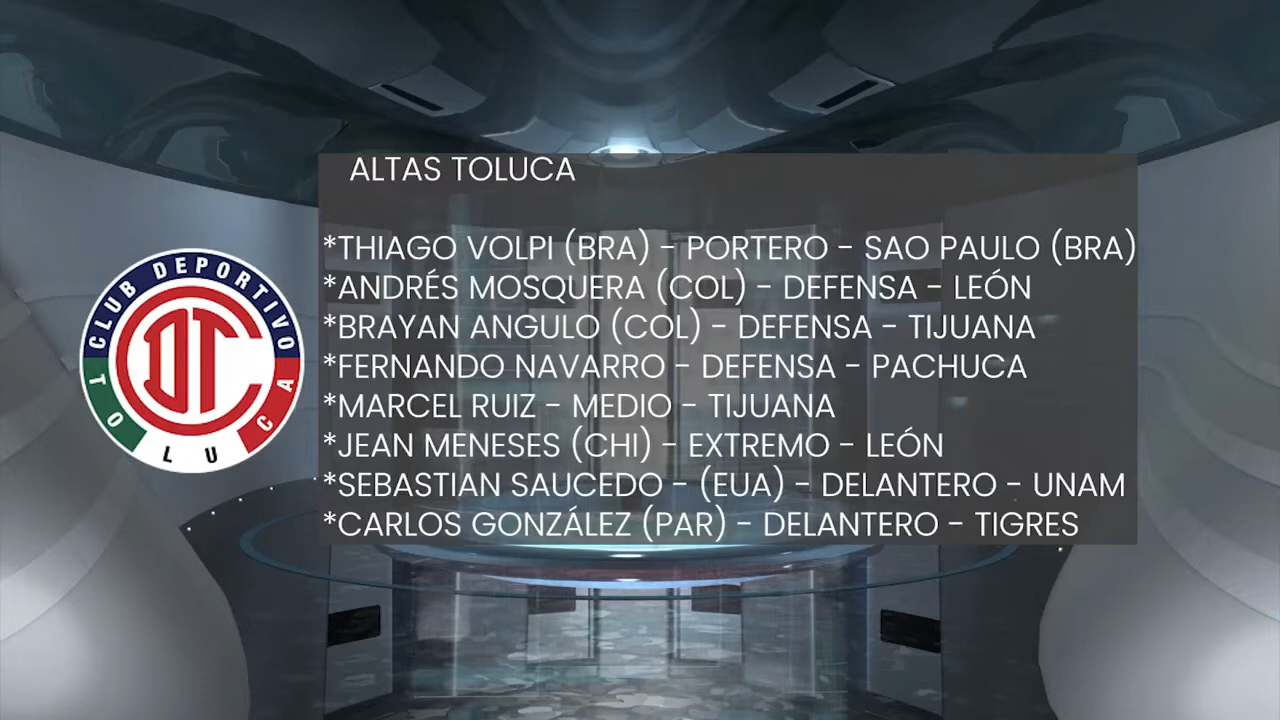 CLUB DEPORTIVO
TOLUCA
ALTAS TOLUCA
*THIAGO VOLPI (BRA) - PORTERO - SAO PAULO (BRA)
*ANDRÉS MOSQUERA (COL) - DEFENSA - LEÓN
*BRAYAN ANGULO (COL) - DEFENSA - TIJUANA
*FERNANDO NAVARRO - DEFENSA - PACHUCA
*MARCEL RUIZ - MEDIO - TIJUANA
*JEAN MENESES (CHI) - EXTREMO - LEÓN
*SEBASTIAN SAUCEDO - (EUA) - DELANTERO - UNAM
*CARLOS GONZÁLEZ (PAR) - DELANTERO - TIGRES